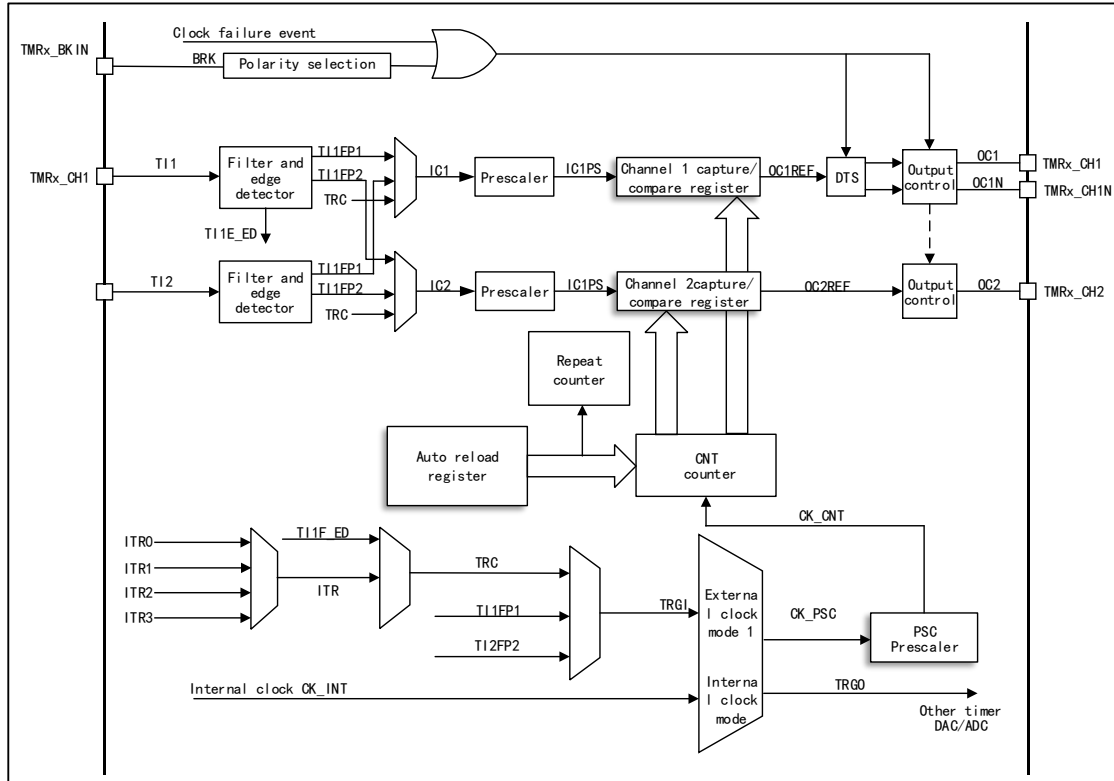 Clock failure event
TMRx_BKIN
BRK
Polarity selection
TI1
TMRx_CH1
Filter and
edge
detector
TI1FP1
TI1FP2
TRC
TI1E_ED
IC1
Prescaler
IC1PS
Channel 1 capture/
compare register
OC1REF
DTS
Output
control
OC1
OC1N
TMRx_CH1
TMRx_CH1N
TI2
Filter and
edge
detector
TI1FP1
TI1FP2
TRC
IC2
Prescaler
IC1PS
Channel 2capture/
compare register
OC2REF
Output
control
OC2
TMRx_CH2
Repeat
counter
Auto reload
register
CNT
counter
CK_CNT
ITR0
ITR1
ITR2
ITR3
TI1F_ED
ITR
TRC
TI1FP1
TI2FP2
TRGI
Externa
l clock
mode 1
CK_PSC
PSC
Prescaler
Internal clock CK_INT
Interna
l clock
mode
TRGO
Other timer
DAC/ADC